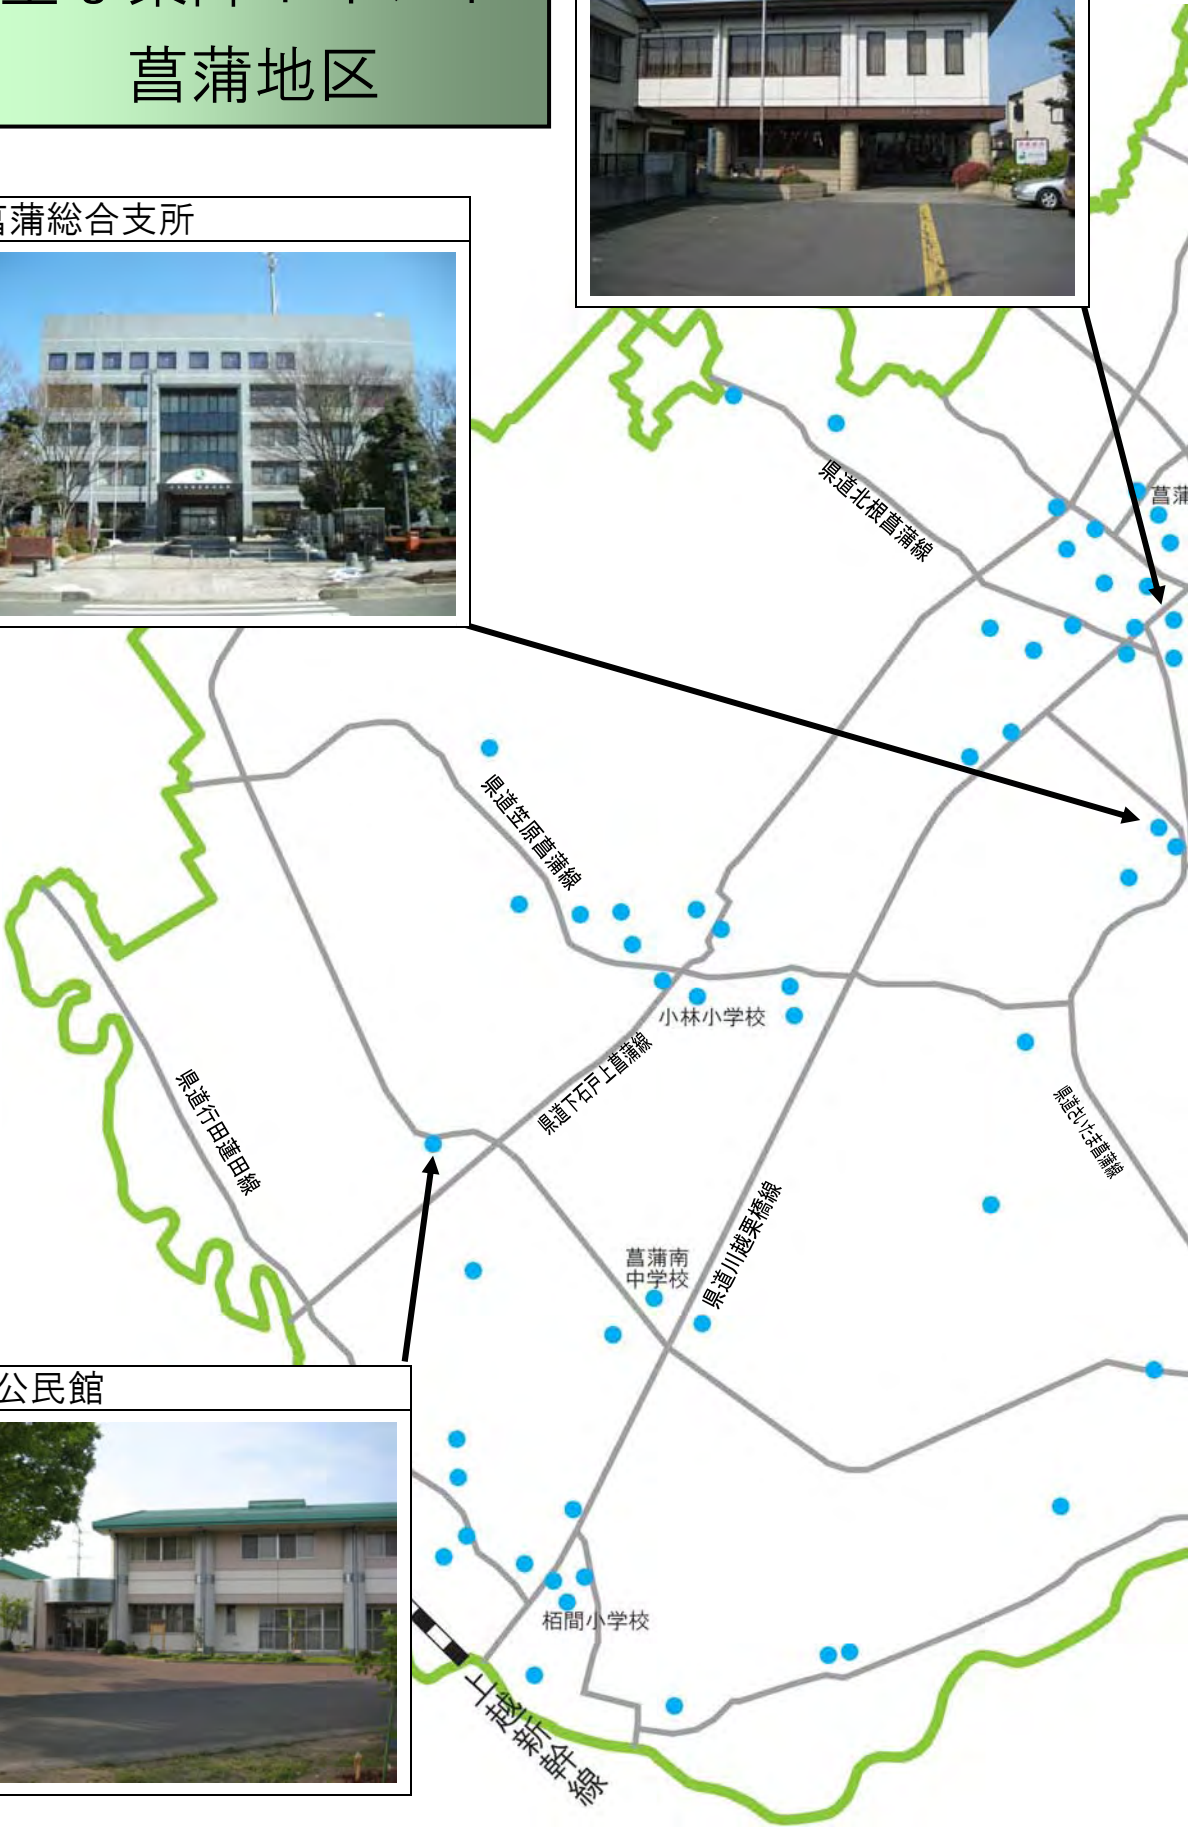 菖蒲地区
菖蒲総合支所
県道北根菖蒲線
菖蒲
県道笠原菖蒲線
小林小学校
県道下石戸上菖蒲線
県道行田蓮田線
県道さいたま菖蒲線
県道川越栗橋線
菖蒲南
中学校
公民館
栢間小学校
上越新幹線